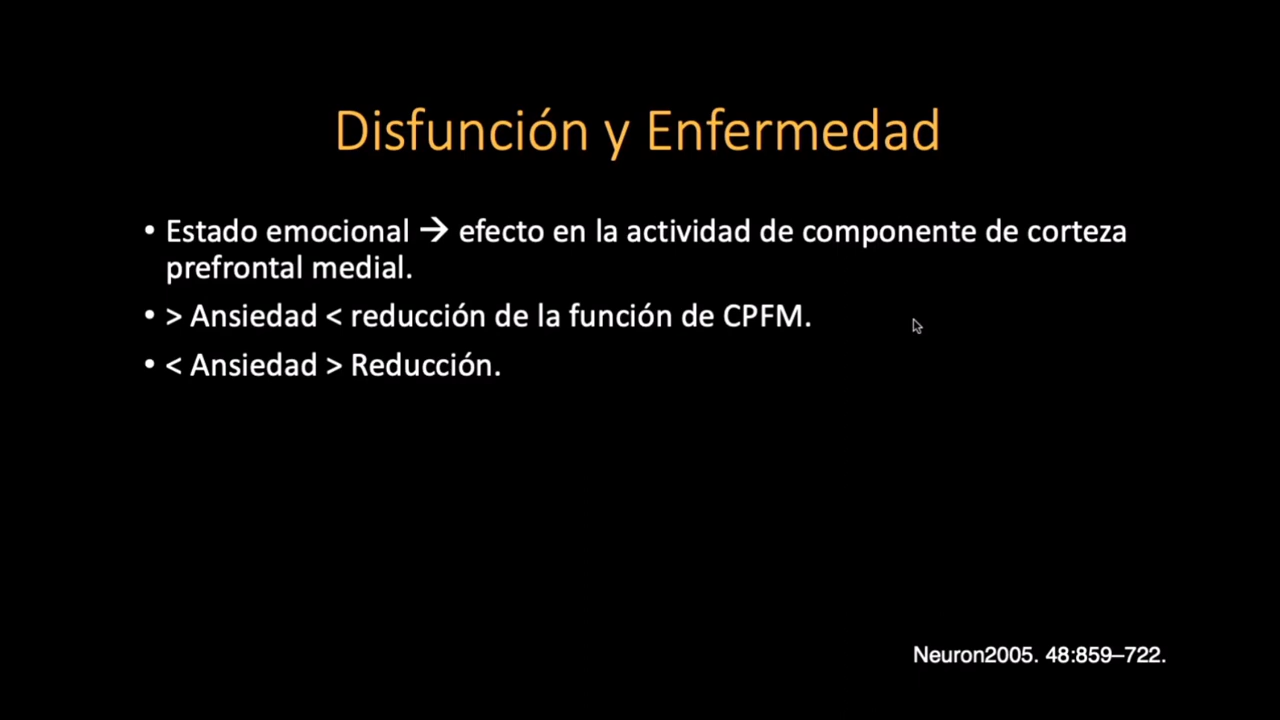 Disfunción y Enfermedad
• Estado emocional → efecto en la actividad de componente de corteza
prefrontal medial.
• > Ansiedad < reducción de la función de CPFM.
• < Ansiedad > Reducción.
Neuron2005. 48:859–722.